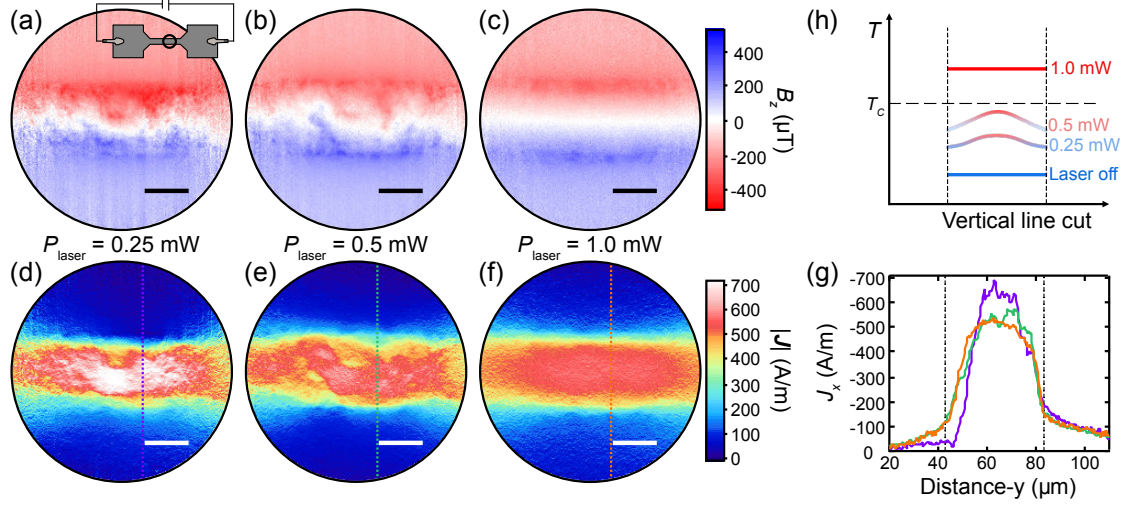 (a)
(b)
(c)
400
200
0
-200
-400
B_z (µT)
(h)
T
T_c
1.0 mW
0.5 mW
0.25 mW
Laser off
Vertical line cut
P_laser = 0.25 mW
P_laser = 0.5 mW
P_laser = 1.0 mW
(d)
(e)
(f)
700
600
500
400
300
200
100
0
|J| (A/m)
(g)
-700
-600
-500
-400
-300
-200
-100
0
J_x (A/m)
20 40 60 80 100
Distance-y (µm)